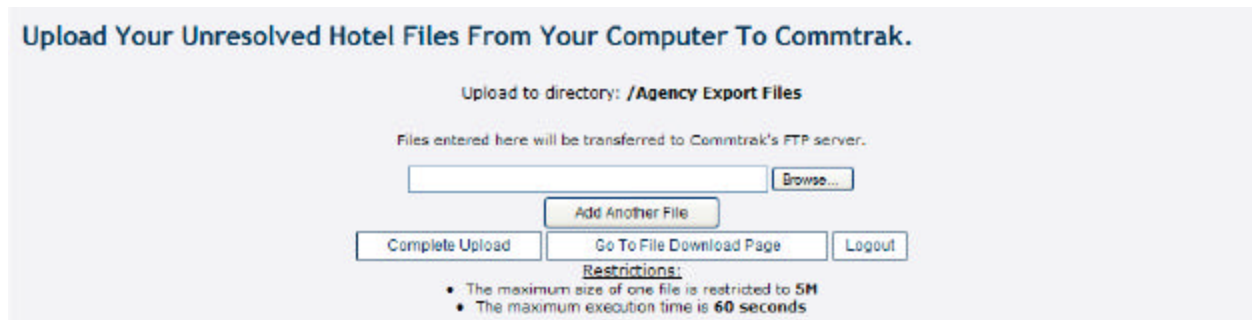 Upload Your Unresolved Hotel Files From Your Computer To Commtrak.
Upload to directory: /Agency Export Files
Files entered here will be transferred to Commtrak's FTP server.
Browse...
Add Another File
Complete Upload Go To File Download Page Logout
Restrictions:
• The maximum size of one file is restricted to 5M
• The maximum execution time is 60 seconds